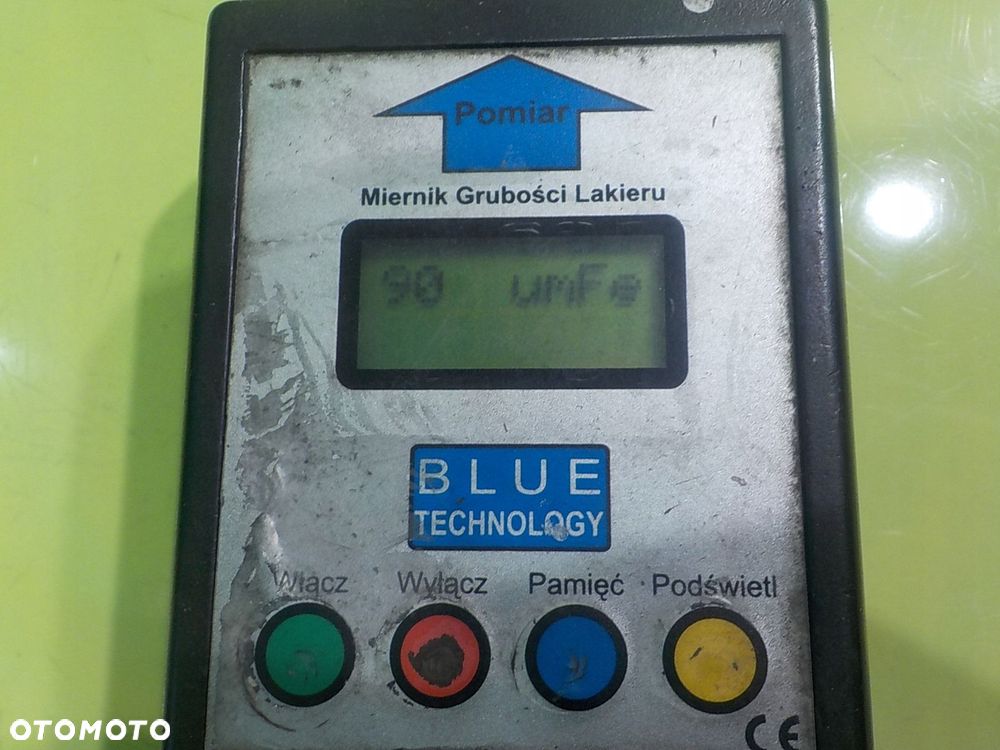 Pomiar
Miernik Grubości Lakieru
90 umFe
BLUE
TECHNOLOGY
Włącz Wyłącz Pamięć Podświetl
CE
OTOMOTO